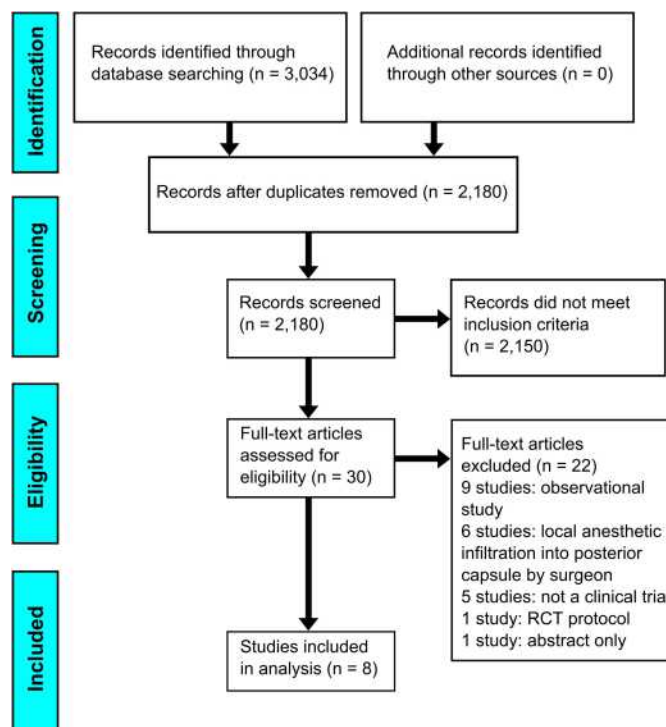 Identification
Records identified through
database searching (n = 3,034)
Additional records identified
through other sources (n = 0)
Records after duplicates removed (n = 2,180)
Screening
Records screened
(n = 2,180)
Records did not meet
inclusion criteria
(n = 2,150)
Eligibility
Full-text articles
assessed for
eligibility (n = 30)
Full-text articles
excluded (n = 22)
9 studies: observational
study
6 studies: local anesthetic
infiltration into posterior
capsule by surgeon
5 studies: not a clinical tria
1 study: RCT protocol
1 study: abstract only
Included
Studies included
in analysis (n = 8)